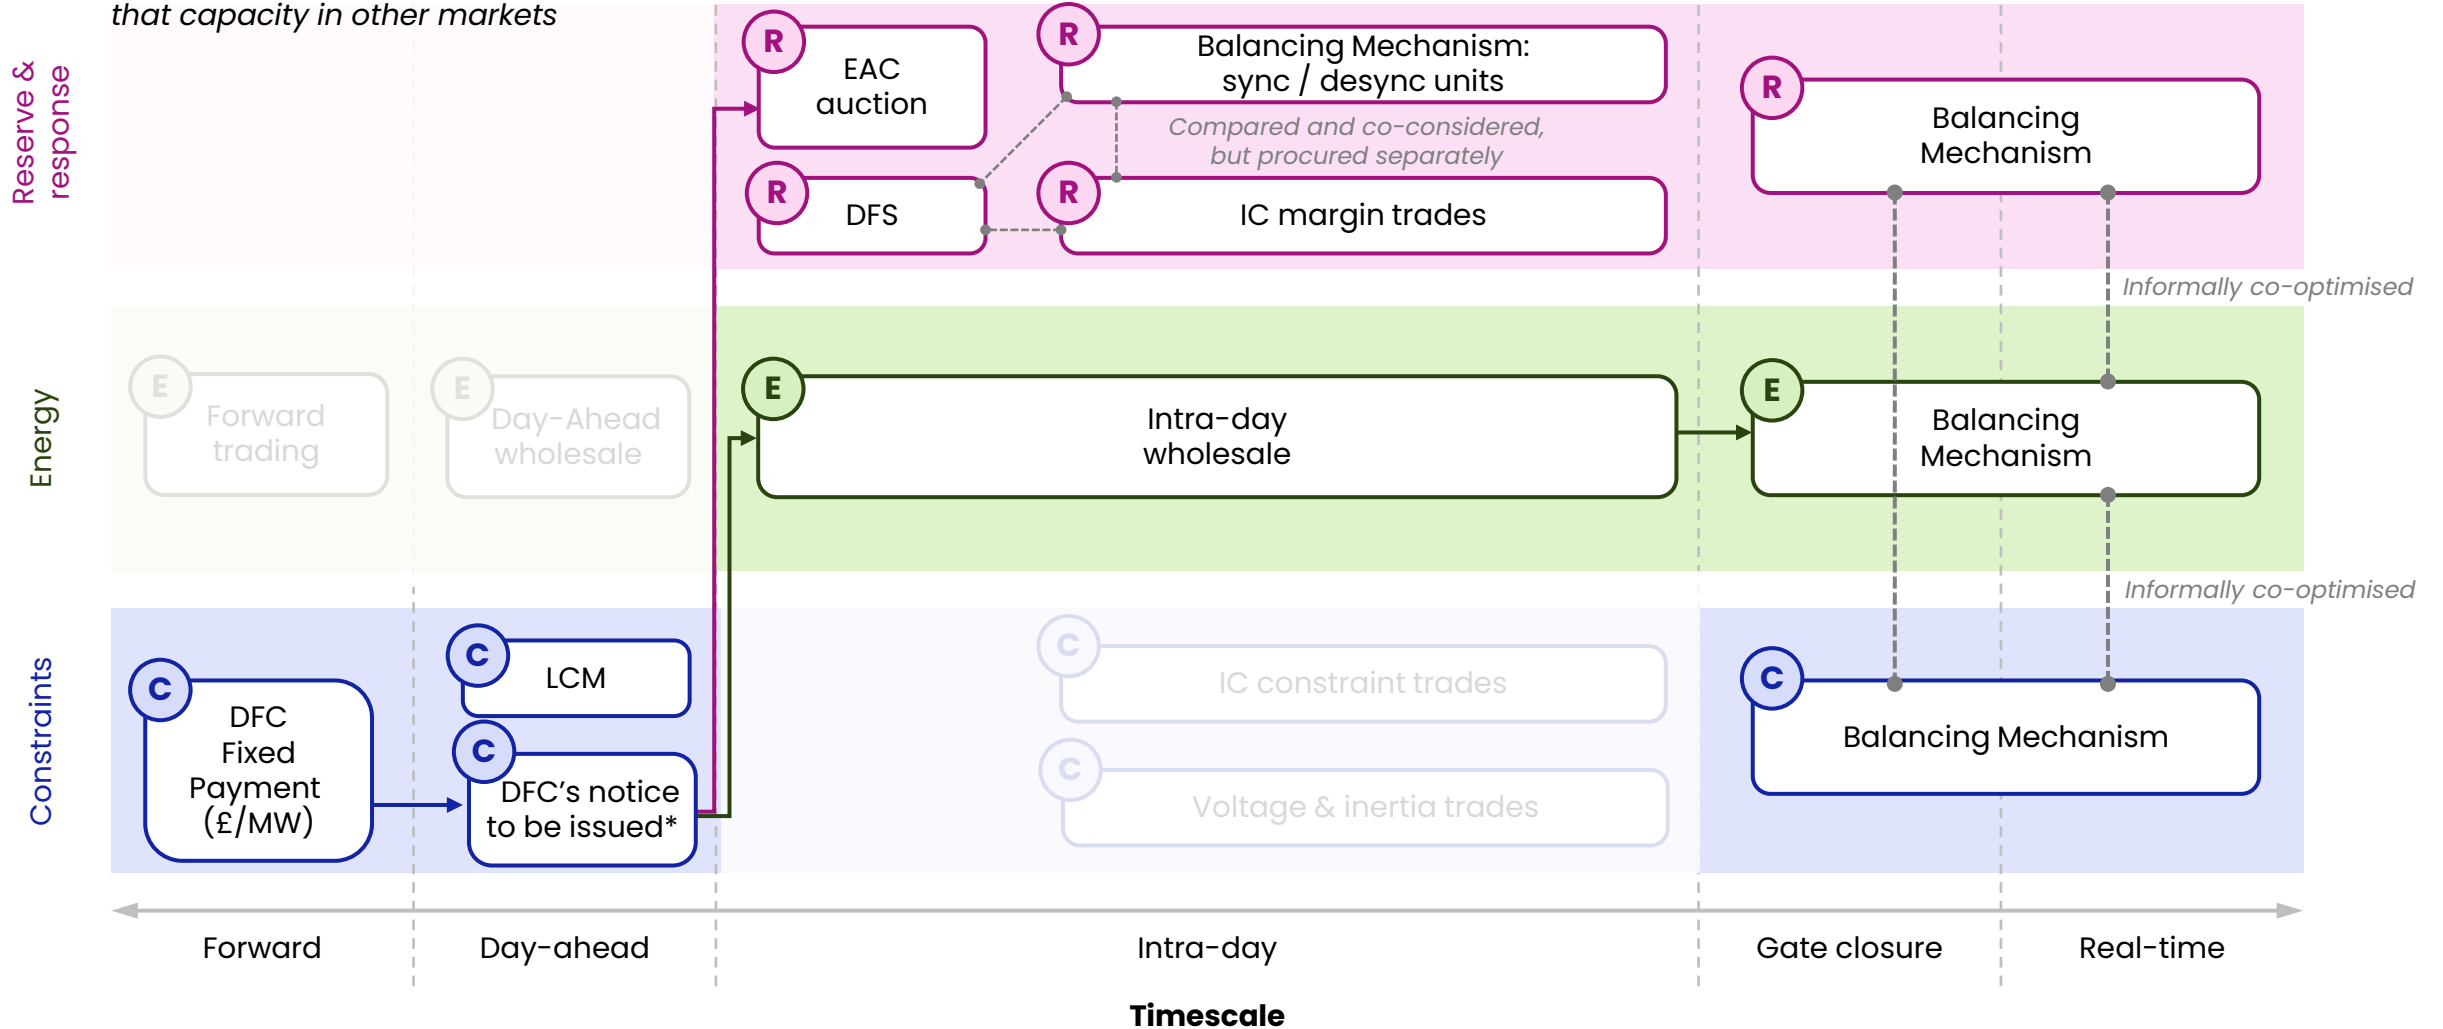 that capacity in other markets
Reserve &
response
R
EAC
auction
R
Balancing Mechanism:
sync / desync units
Compared and co-considered,
but procured separately
R
DFS
R
IC margin trades
R
Balancing
Mechanism
Informally co-optimised
Energy
E
Forward
trading
E
Day-Ahead
wholesale
E
Intra-day
wholesale
E
Balancing
Mechanism
Informally co-optimised
Constraints
C
DFC
Fixed
Payment
(£/MW)
C
LCM
C
DFC’s notice
to be issued*
C
IC constraint trades
C
Voltage & inertia trades
C
Balancing Mechanism
Forward
Day-ahead
Intra-day
Gate closure
Real-time
Timescale